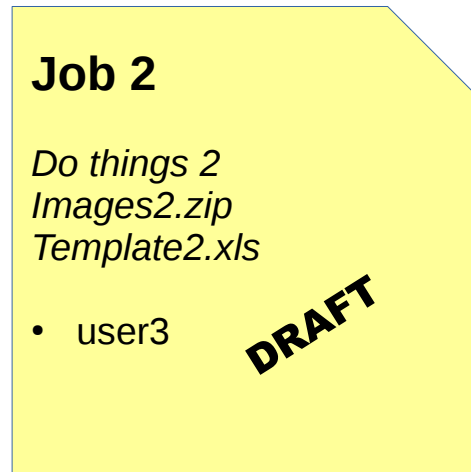 Job 2
Do things 2
Images2.zip
Template2.xls
• user3
DRAFT